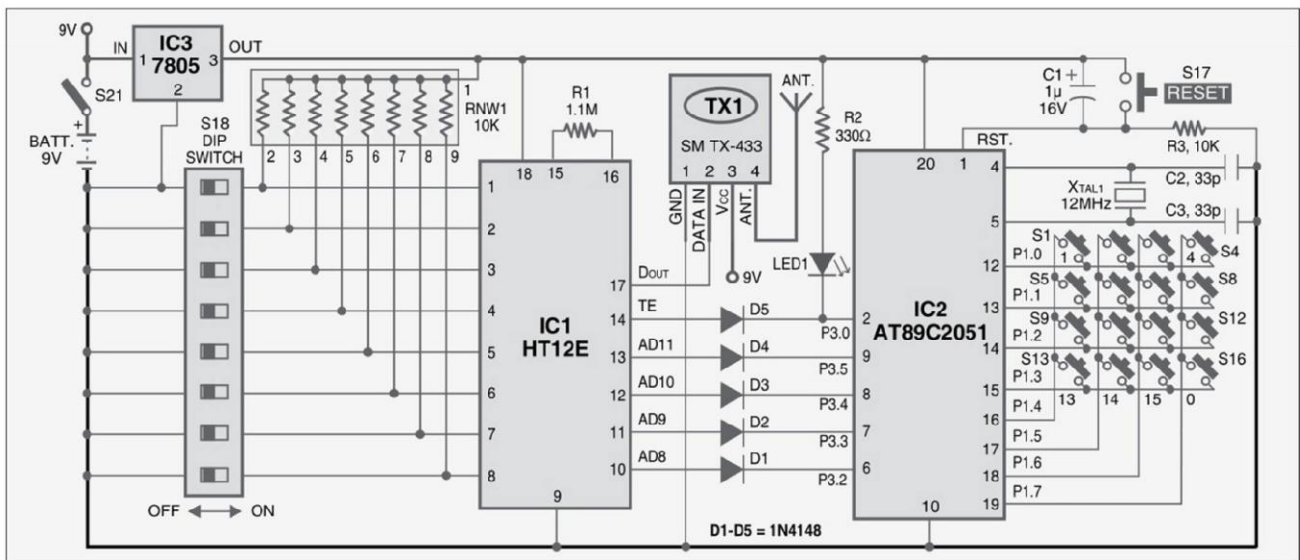 9V
IN
IC3
OUT
1 7805 3
2
S21
BATT.
9V
+
S18
DIP
SWITCH
OFF
ON
1
RNW1
10K
2 3 4 5 6 7 8 9
R1
1.1M
18 15 16
1
2
3
4
5
6
7
8
IC1
HT12E
9
17
DOUT
14
TE
13
AD11
12
AD10
11
AD9
10
AD8
TX1
SM TX-433
1 2 3 4
GND
DATA IN
VCC
ANT.
ANT.
9V
R2
330Ω
LED1
D5
D4
D3
D2
D1
D1-D5 = 1N4148
P3.0
P3.5
P3.4
P3.3
P3.2
2
9
8
7
6
20 1
RST.
IC2
AT89C2051
10
4
5
12
13
14
15
16
17
18
19
C1
+
1µ
16V
S17
RESET
R3, 10K
XTAL1
12MHz
C2, 33p
C3, 33p
P1.0
P1.1
P1.2
P1.3
P1.4
P1.5
P1.6
P1.7
S1
1
4
S4
S5
S8
S9
S12
S13
S16
13 14 15 0